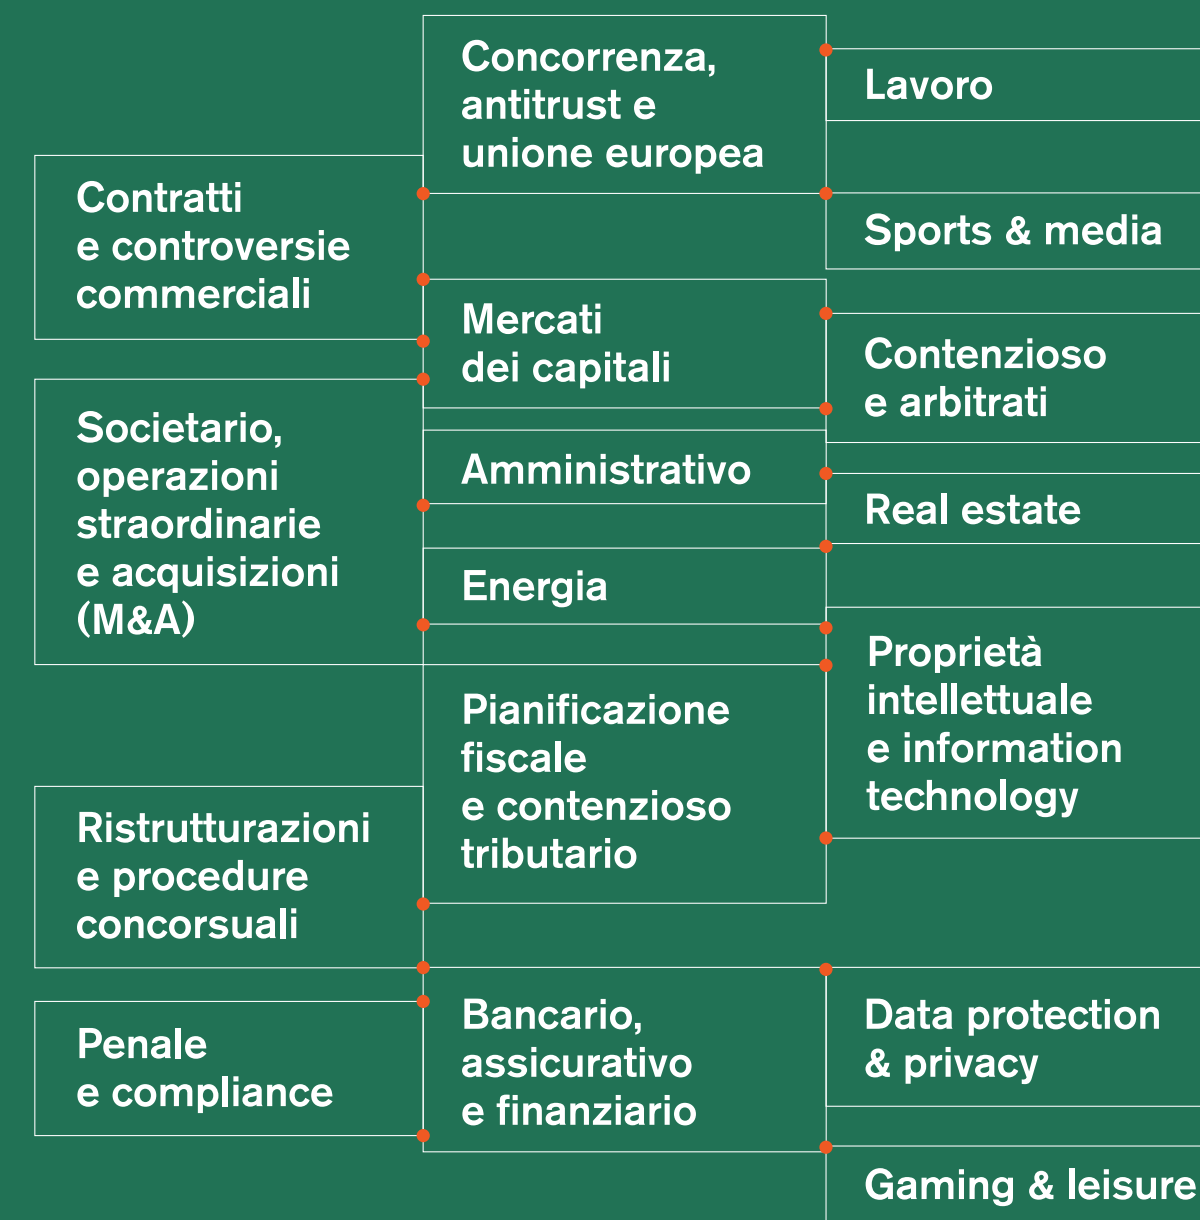 Contratti
e controversie
commerciali
Societario,
operazioni
straordinarie
e acquisizioni
(M&A)
Ristrutturazioni
e procedure
concorsuali
Penale
e compliance
Concorrenza,
antitrust e
unione europea
Mercati
dei capitali
Amministrativo
Energia
Pianificazione
fiscale
e contenzioso
tributario
Bancario,
assicurativo
e finanziario
Lavoro
Sports & media
Contenzioso
e arbitrati
Real estate
Proprietà
intellettuale
e information
technology
Data protection
& privacy
Gaming & leisure